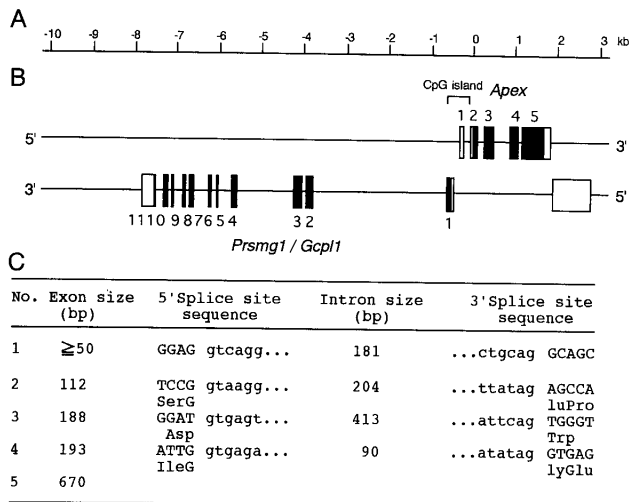 A
-10 -9 -8 -7 -6 -5 -4 -3 -2 -1 0 1 2 3 kb
B
CpG island Apex
1 2 3 4 5
5' 3'
3' 5'
1110 9 8 7 6 5 4 3 2 1
Prsmg1 / Gcpl1
C
No. Exon size 5'Splice site Intron size 3'Splice site
(bp) sequence (bp) sequence
1 ≧50 GGAG gtcagg... 181 ...ctgcag GCAGC
2 112 TCCG gtaagg... 204 ...ttatag AGCCA
SerG luPro
3 188 GGAT gtgagt... 413 ...attcag TGGGT
Asp Trp
4 193 ATTG gtgaga... 90 ...atatag GTGAG
IleG lyGlu
5 670